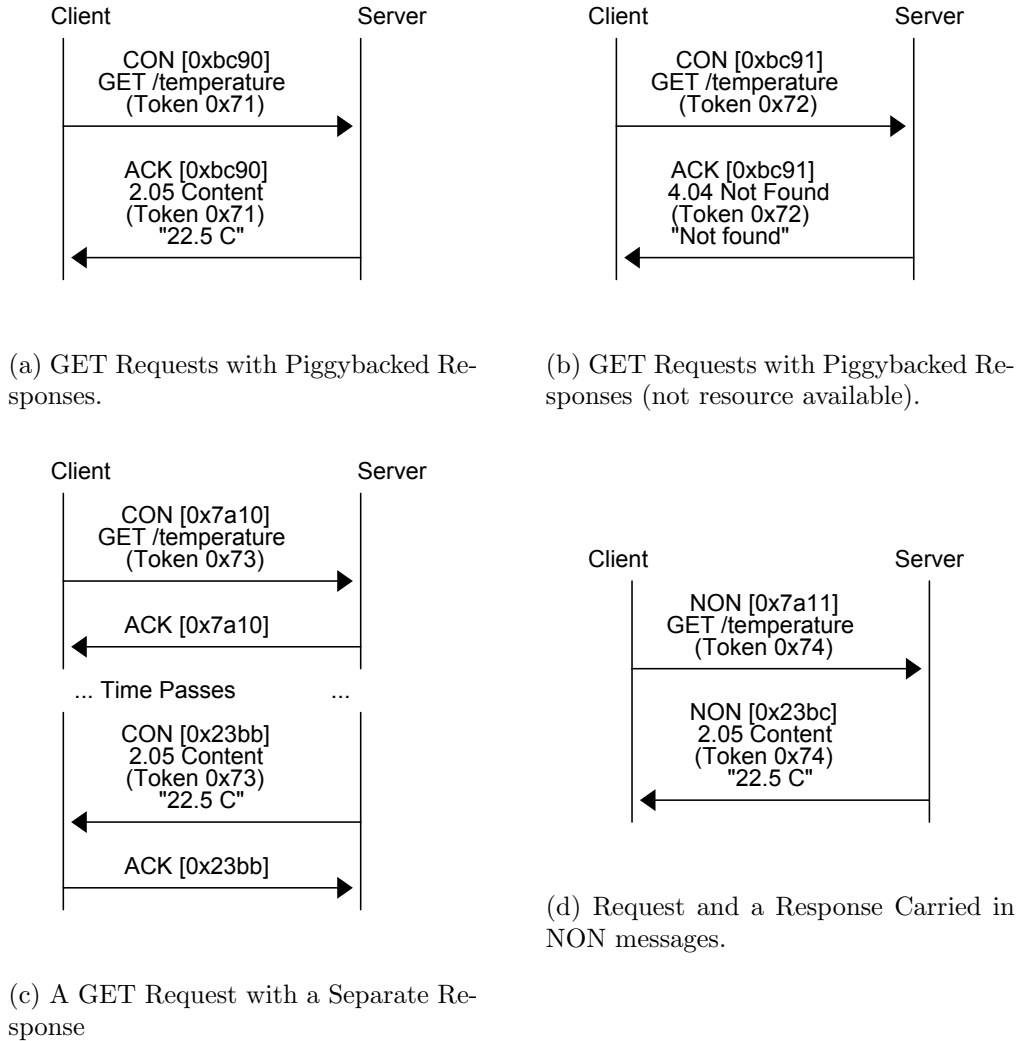 Client Server
CON [0xbc90]
GET /temperature
(Token 0x71)
ACK [0xbc90]
2.05 Content
(Token 0x71)
"22.5 C"
(a) GET Requests with Piggybacked Re-
sponses.
Client Server
CON [0xbc91]
GET /temperature
(Token 0x72)
ACK [0xbc91]
4.04 Not Found
(Token 0x72)
"Not found"
(b) GET Requests with Piggybacked Re-
sponses (not resource available).
Client Server
CON [0x7a10]
GET /temperature
(Token 0x73)
ACK [0x7a10]
... Time Passes ...
CON [0x23bb]
2.05 Content
(Token 0x73)
"22.5 C"
ACK [0x23bb]
(c) A GET Request with a Separate Re-
sponse
Client Server
NON [0x7a11]
GET /temperature
(Token 0x74)
NON [0x23bc]
2.05 Content
(Token 0x74)
"22.5 C"
(d) Request and a Response Carried in
NON messages.